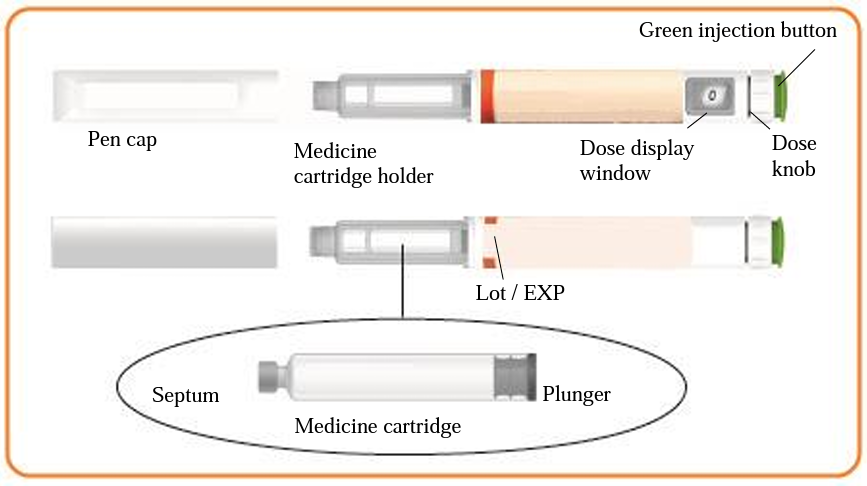 Green injection button
0
Pen cap
Medicine
cartridge holder
Dose display
window
Dose
knob
Lot / EXP
Septum
Plunger
Medicine cartridge